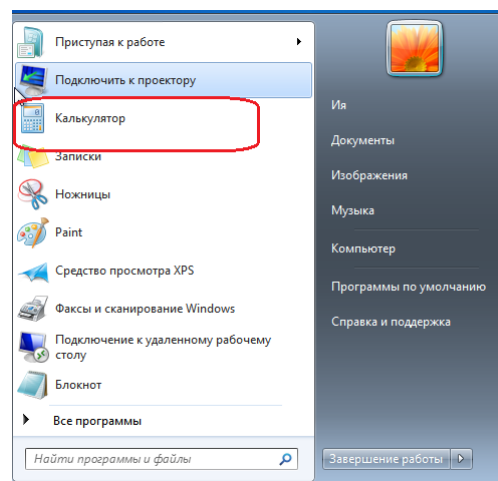 Приступая к работе
Подключить к проектору
Калькулятор
Записки
Ножницы
Paint
Средство просмотра XPS
Факсы и сканирование Windows
Подключение к удаленному рабочему
столу
Блокнот
Все программы
Найти программы и файлы
Ия
Документы
Изображения
Музыка
Компьютер
Программы по умолчанию
Справка и поддержка
Завершение работы